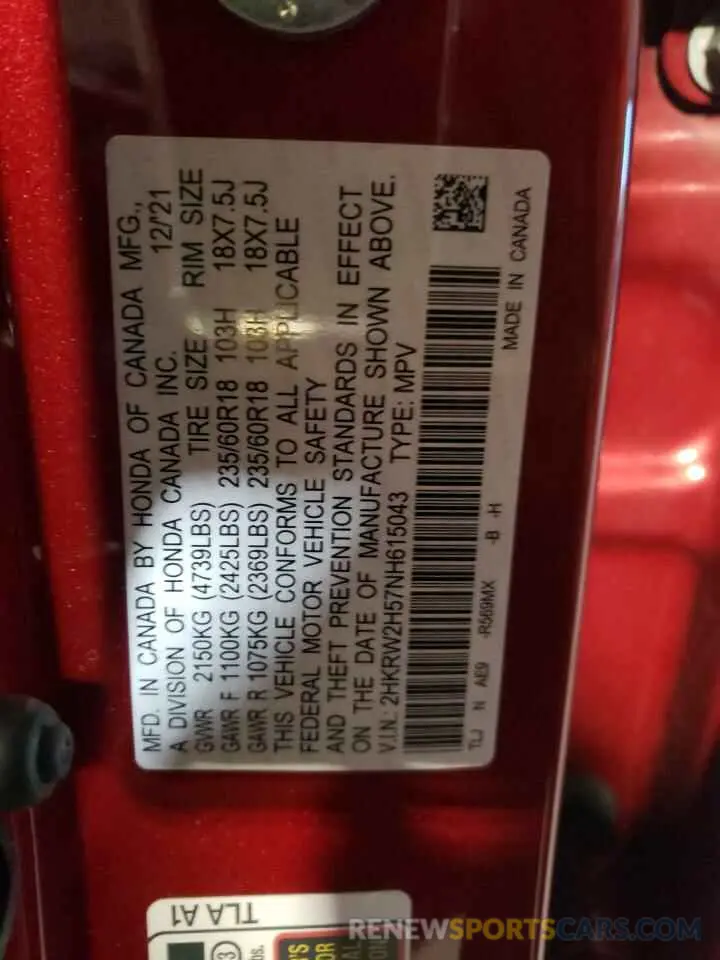 MFD. IN CANADA BY HONDA OF CANADA MFG.,
A DIVISION OF HONDA CANADA INC. 12/'21
GVWR 2150KG (4739LBS) TIRE SIZE RIM SIZE
GAWR F 1100KG (2425LBS) 235/60R18 103H 18X7.5J
GAWR R 1075KG (2369LBS) 235/60R18 103H 18X7.5J
THIS VEHICLE CONFORMS TO ALL APPLICABLE
FEDERAL MOTOR VEHICLE SAFETY
AND THEFT PREVENTION STANDARDS IN EFFECT
ON THE DATE OF MANUFACTURE SHOWN ABOVE.
V.I.N.: 2HKRW2H57NH615043 TYPE: MPV
TLJ N AE9 -R569MX -B -H
MADE IN CANADA
TLA A1
RENEWSPORTSCARS.COM